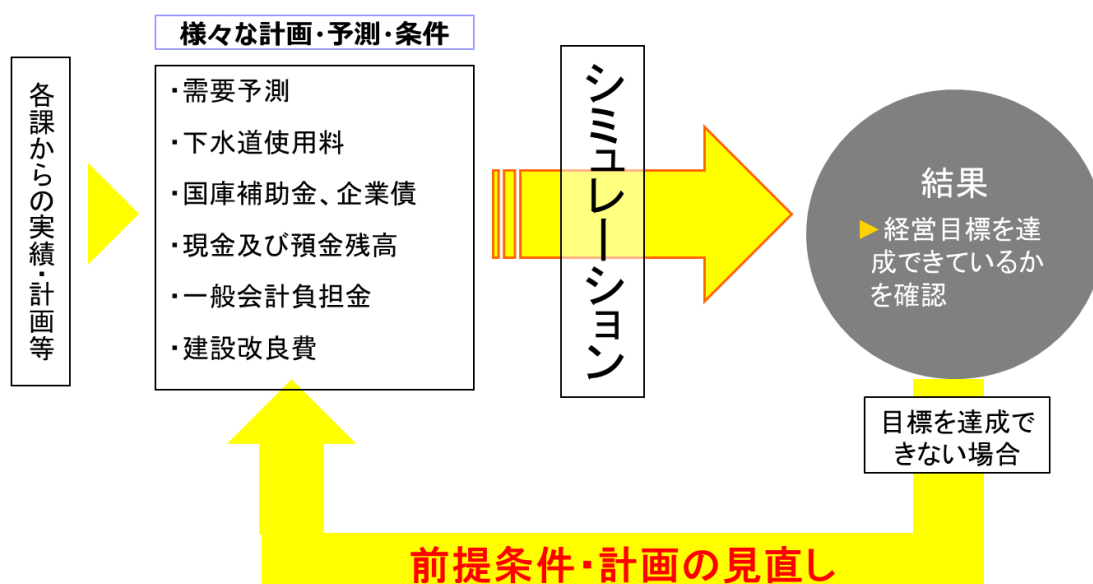 様々な計画・予測・条件
各課からの実績・計画等
・需要予測
・下水道使用料
・国庫補助金、企業債
・現金及び預金残高
・一般会計負担金
・建設改良費
シミュレーション
結果
►経営目標を達
成できているか
を確認
目標を達成で
きない場合
前提条件・計画の見直し